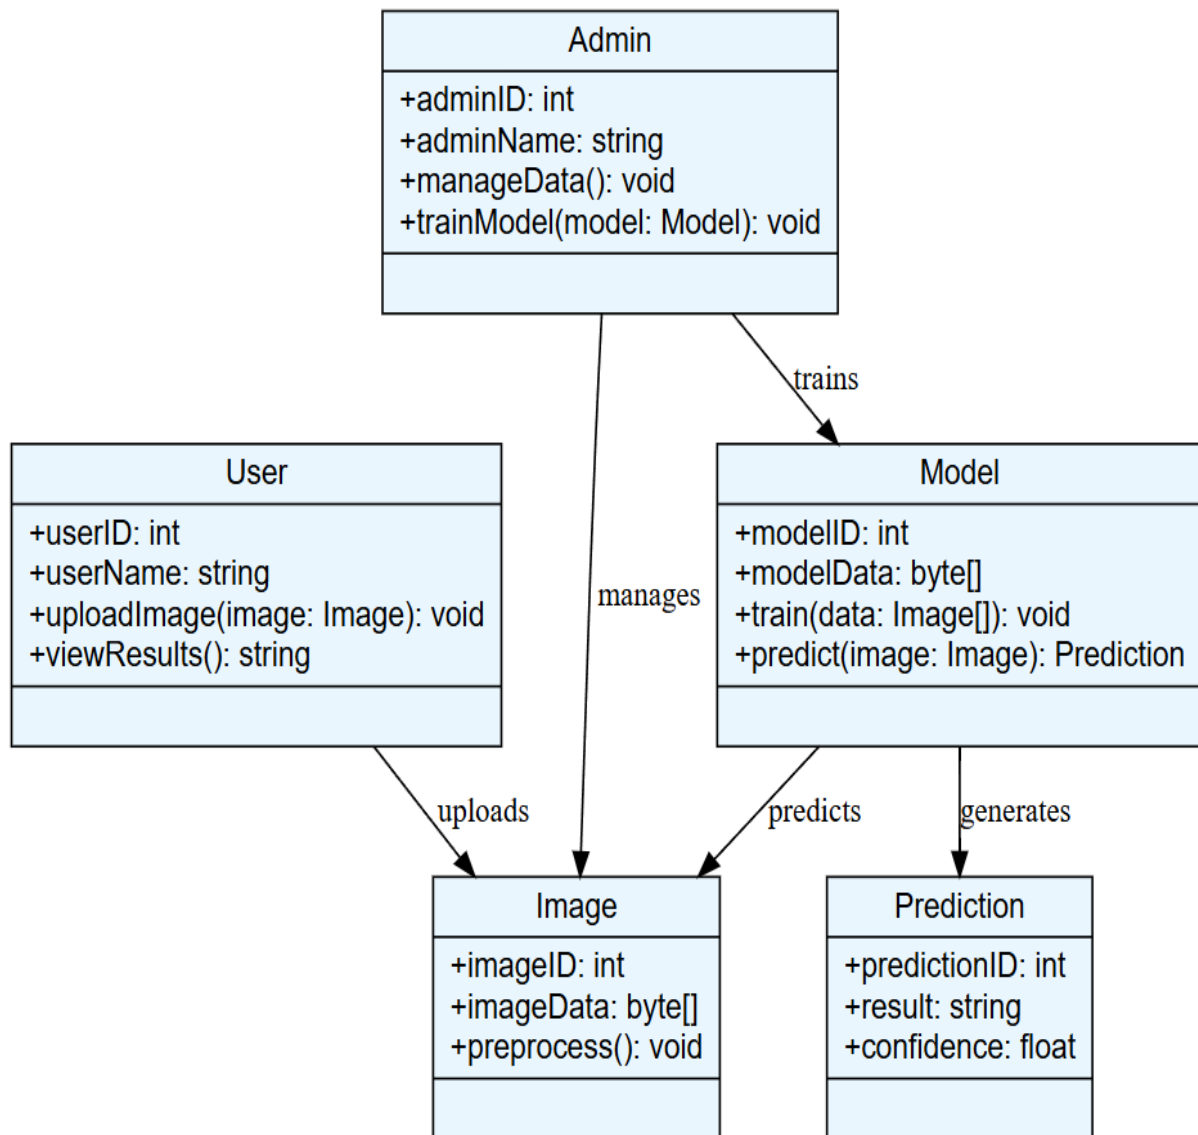 Admin
+adminID: int
+adminName: string
+manageData(): void
+trainModel(model: Model): void
trains
User
+userID: int
+userName: string
+uploadImage(image: Image): void
+viewResults(): string
manages
Model
+modelID: int
+modelData: byte[]
+train(data: Image[]): void
+predict(image: Image): Prediction
uploads
predicts
generates
Image
+imageID: int
+imageData: byte[]
+preprocess(): void
Prediction
+predictionID: int
+result: string
+confidence: float